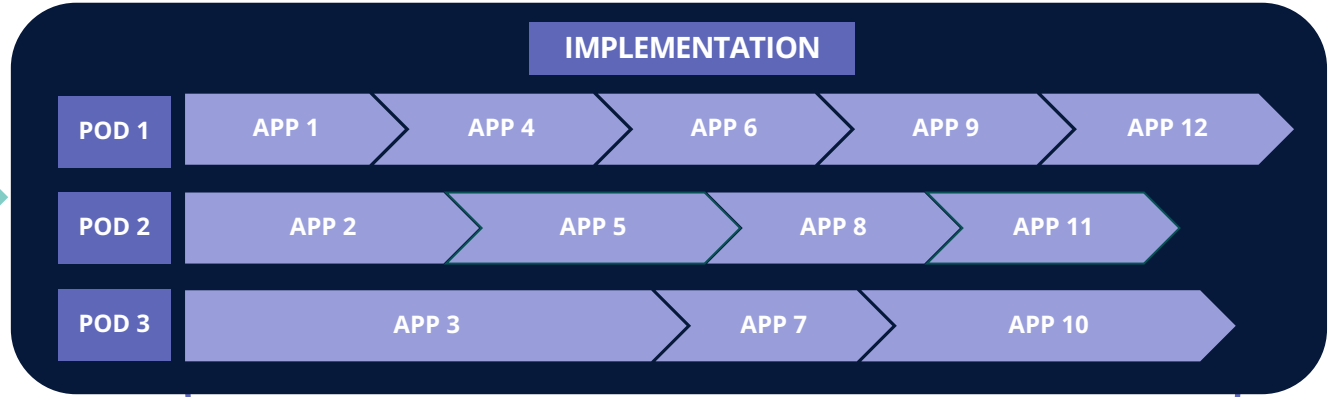 IMPLEMENTATION
POD 1 APP 1 APP 4 APP 6 APP 9 APP 12
POD 2 APP 2 APP 5 APP 8 APP 11
POD 3 APP 3 APP 7 APP 10